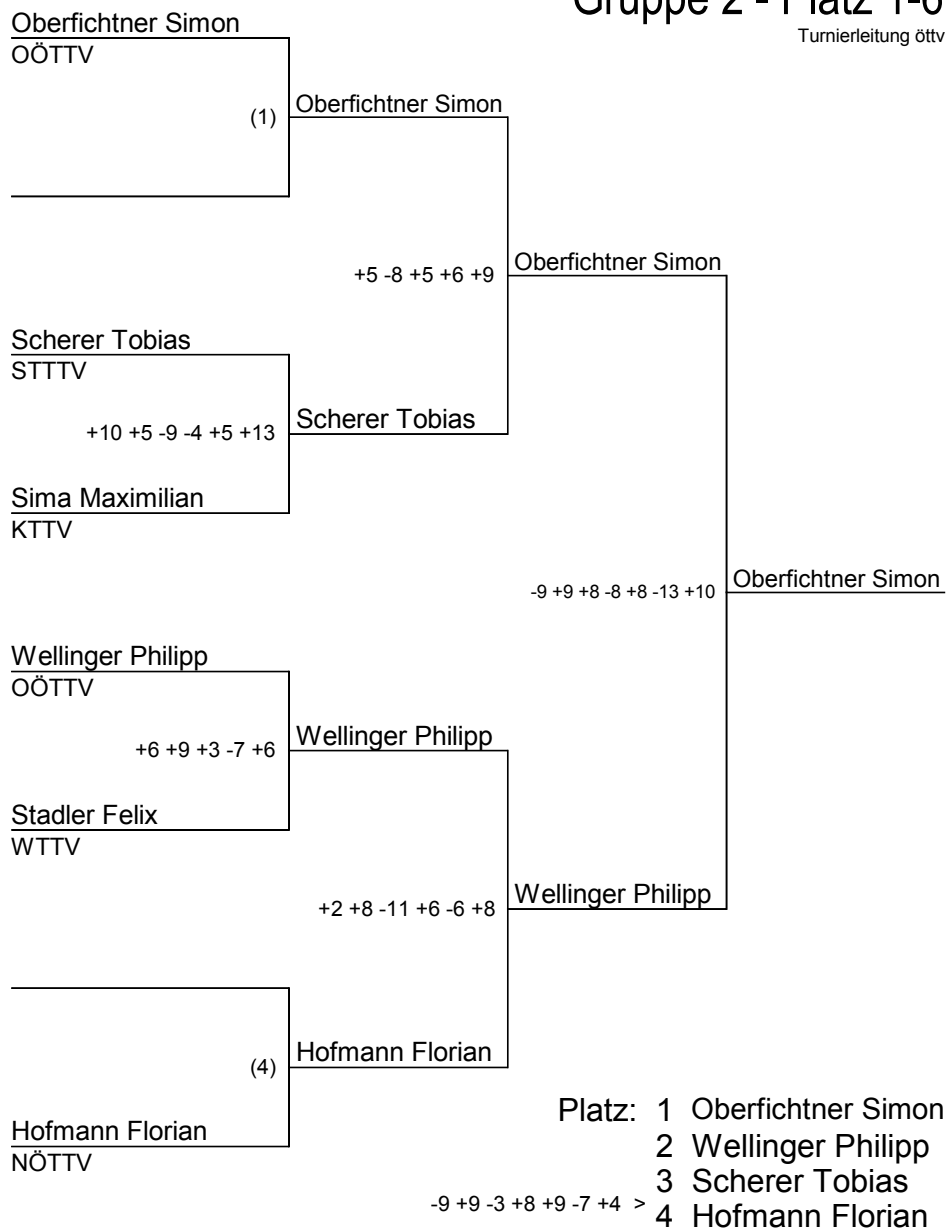 Gruppe 2 - Platz 1-6
Turnierleitung öttv
Oberfichtner Simon
OÖTTV
(1)
Oberfichtner Simon
+5 -8 +5 +6 +9
Oberfichtner Simon
Scherer Tobias
STTTV
+10 +5 -9 -4 +5 +13
Scherer Tobias
Sima Maximilian
KTTV
-9 +9 +8 -8 +8 -13 +10
Oberfichtner Simon
Wellinger Philipp
OÖTTV
+6 +9 +3 -7 +6
Wellinger Philipp
Stadler Felix
WTTV
+2 +8 -11 +6 -6 +8
Wellinger Philipp
(4)
Hofmann Florian
Hofmann Florian
NÖTTV
Platz: 1 Oberfichtner Simon
2 Wellinger Philipp
3 Scherer Tobias
-9 +9 -3 +8 +9 -7 +4 >
4 Hofmann Florian